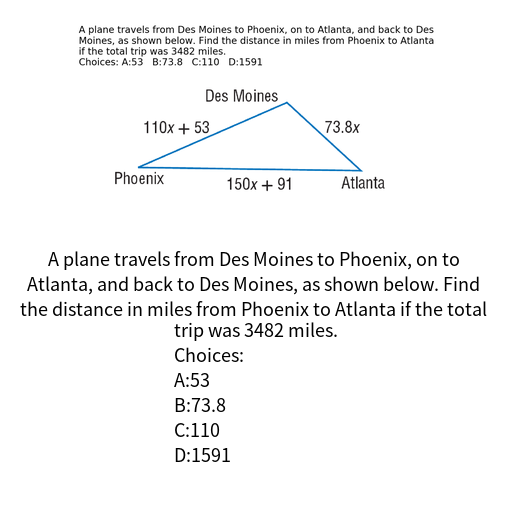 A plane travels from Des Moines to Phoenix, on to Atlanta, and back to Des
Moines, as shown below. Find the distance in miles from Phoenix to Atlanta
if the total trip was 3482 miles.
Choices: A:53 B:73.8 C:110 D:1591
Des Moines
110x + 53
73.8x
Phoenix
150x + 91
Atlanta
A plane travels from Des Moines to Phoenix, on to
Atlanta, and back to Des Moines, as shown below. Find
the distance in miles from Phoenix to Atlanta if the total
trip was 3482 miles.
Choices:
A:53
B:73.8
C:110
D:1591